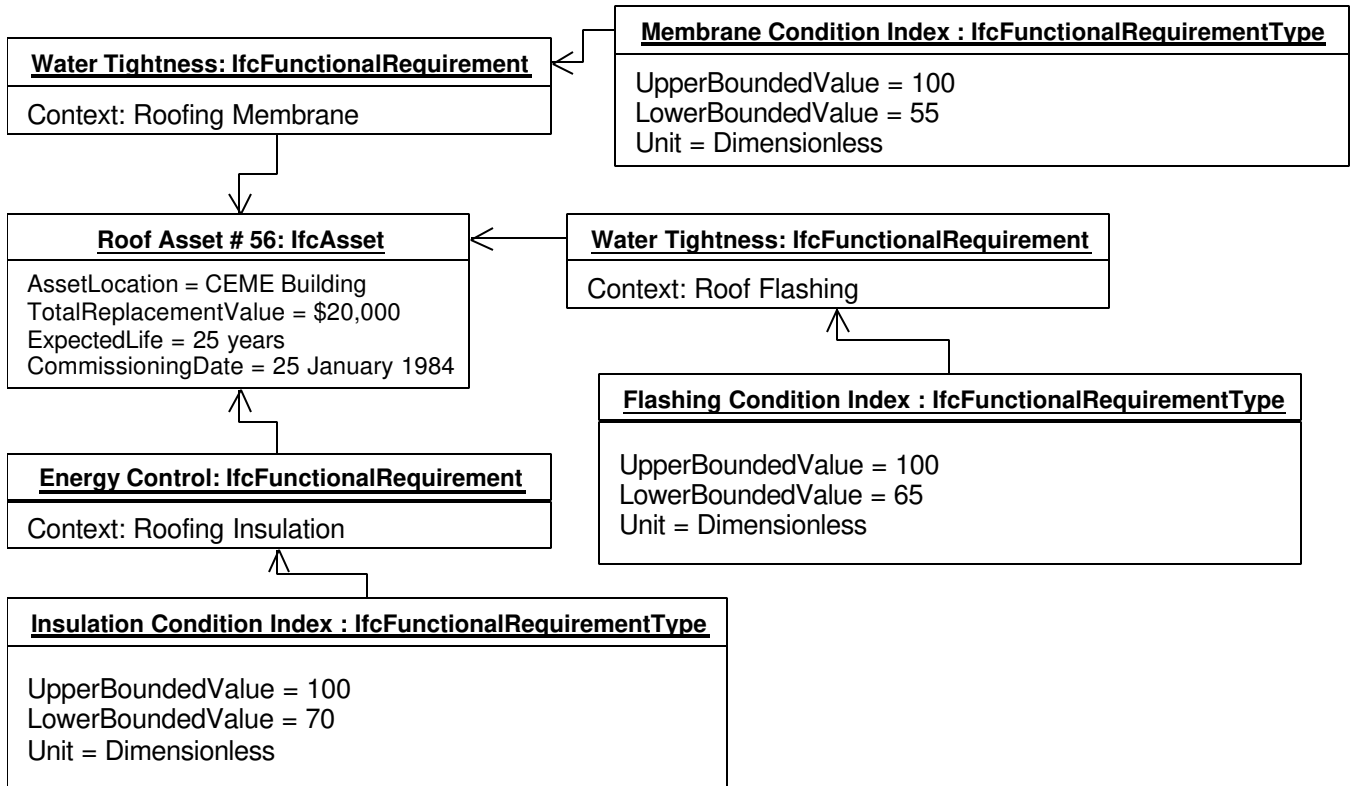 Membrane Condition Index : IfcFunctionalRequirementType
UpperBoundedValue = 100
LowerBoundedValue = 55
Unit = Dimensionless
Water Tightness: IfcFunctionalRequirement
Context: Roofing Membrane
Roof Asset # 56: IfcAsset
AssetLocation = CEME Building
TotalReplacementValue = $20,000
ExpectedLife = 25 years
CommissioningDate = 25 January 1984
Water Tightness: IfcFunctionalRequirement
Context: Roof Flashing
Flashing Condition Index : IfcFunctionalRequirementType
UpperBoundedValue = 100
LowerBoundedValue = 65
Unit = Dimensionless
Energy Control: IfcFunctionalRequirement
Context: Roofing Insulation
Insulation Condition Index : IfcFunctionalRequirementType
UpperBoundedValue = 100
LowerBoundedValue = 70
Unit = Dimensionless